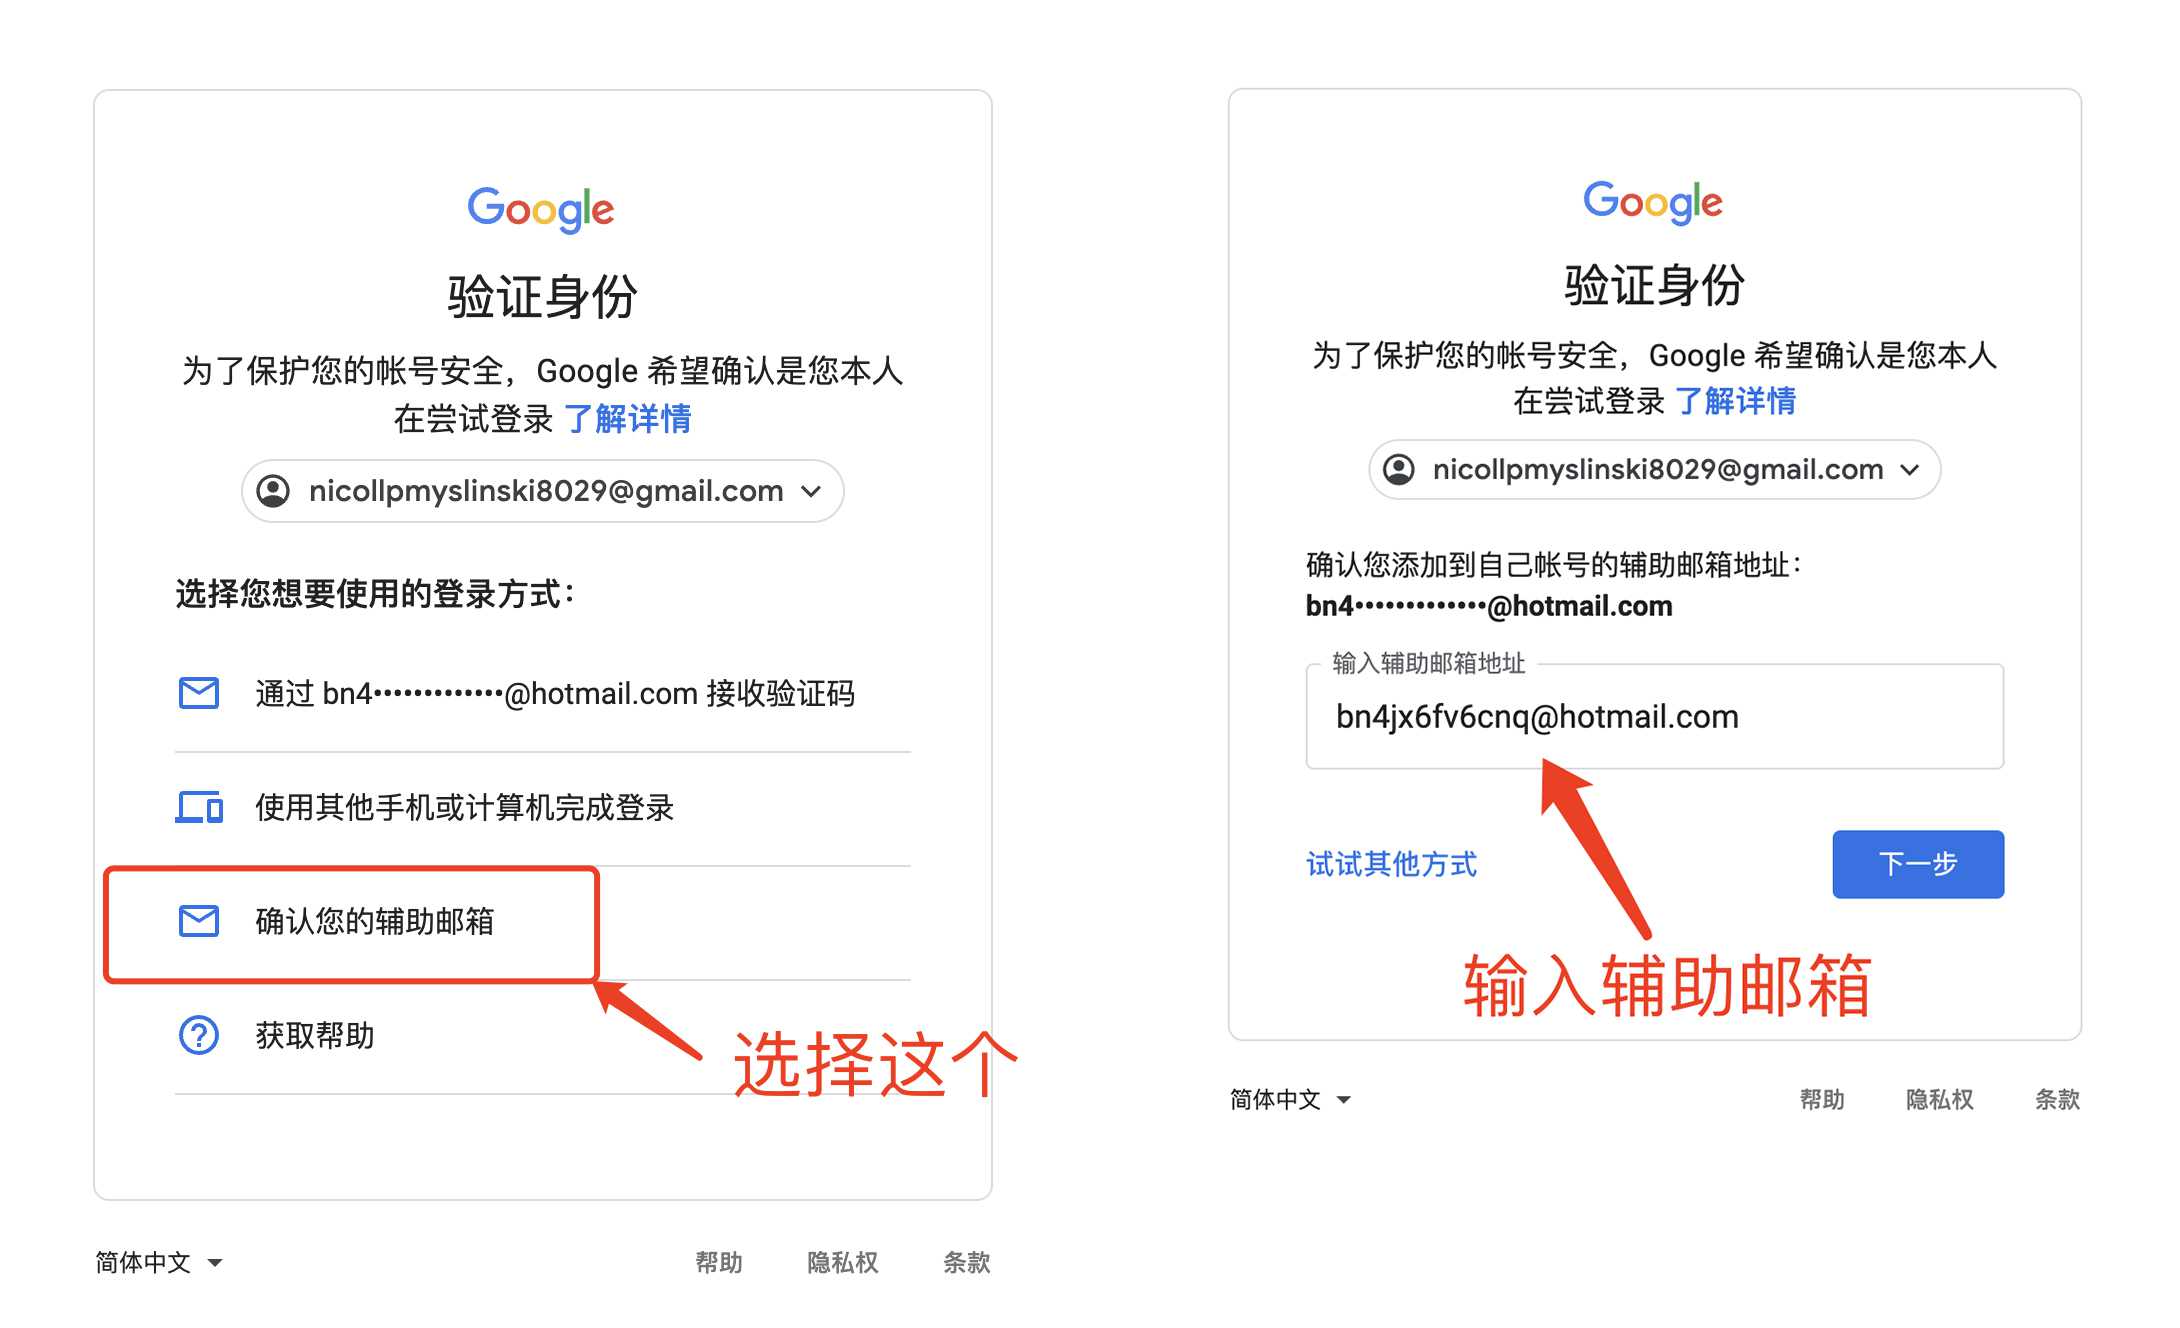 Google
验证身份
为了保护您的帐号安全，Google 希望确认是您本人
在尝试登录 了解详情
nicollpmyslinski8029@gmail.com
选择您想要使用的登录方式：
通过 bn4•••••••••••••@hotmail.com 接收验证码
使用其他手机或计算机完成登录
确认您的辅助邮箱
获取帮助
选择这个
简体中文
帮助 隐私权 条款
Google
验证身份
为了保护您的帐号安全，Google 希望确认是您本人
在尝试登录 了解详情
nicollpmyslinski8029@gmail.com
确认您添加到自己帐号的辅助邮箱地址：
bn4•••••••••••••@hotmail.com
输入辅助邮箱地址
bn4jx6fv6cnq@hotmail.com
试试其他方式 下一步
输入辅助邮箱
简体中文
帮助 隐私权 条款